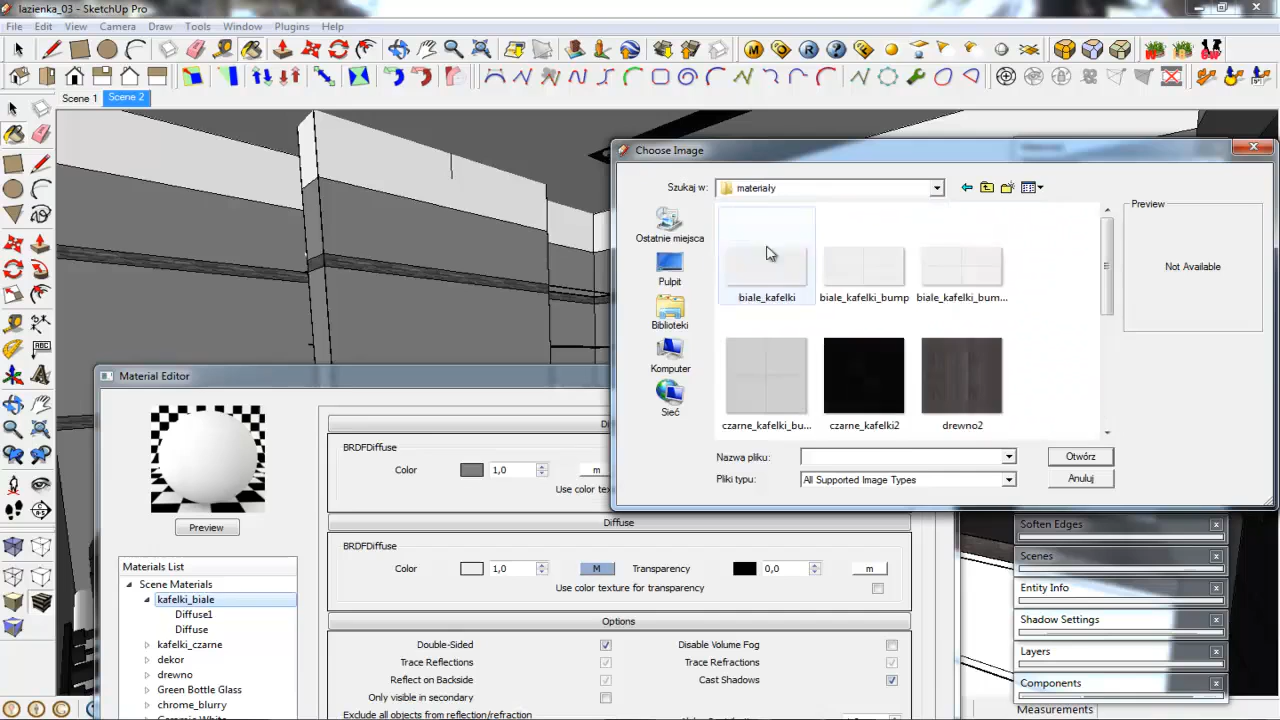 lazienka_03 - SketchUp Pro
File Edit View Camera Draw Tools Window Plugins Help
Scene 1 Scene 2
Choose Image
Szukaj w: materiały
Ostatnie miejsca
Pulpit
Biblioteki
Komputer
Sieć
biale_kafelki biale_kafelki_bump biale_kafelki_bum...
czarne_kafelki_bu... czarne_kafelki2 drewno2
Preview
Not Available
Nazwa pliku: Otwórz
Pliki typu: All Supported Image Types Anuluj
Material Editor
Preview
Materials List
Scene Materials
kafelki_biale
Diffuse1
Diffuse
kafelki_czarne
dekor
drewno
Green Bottle Glass
chrome_blurry
BRDFDiffuse
Color 1,0 m
Diffuse
BRDFDiffuse
Color 1,0 M Transparency 0,0 m
Use color texture for transparency
Options
Double-Sided Disable Volume Fog
Trace Reflections Trace Refractions
Reflect on Backside Cast Shadows
Only visible in secondary
Exclude all objects from reflection/refraction
Soften Edges
Scenes
Entity Info
Shadow Settings
Layers
Components
Measurements